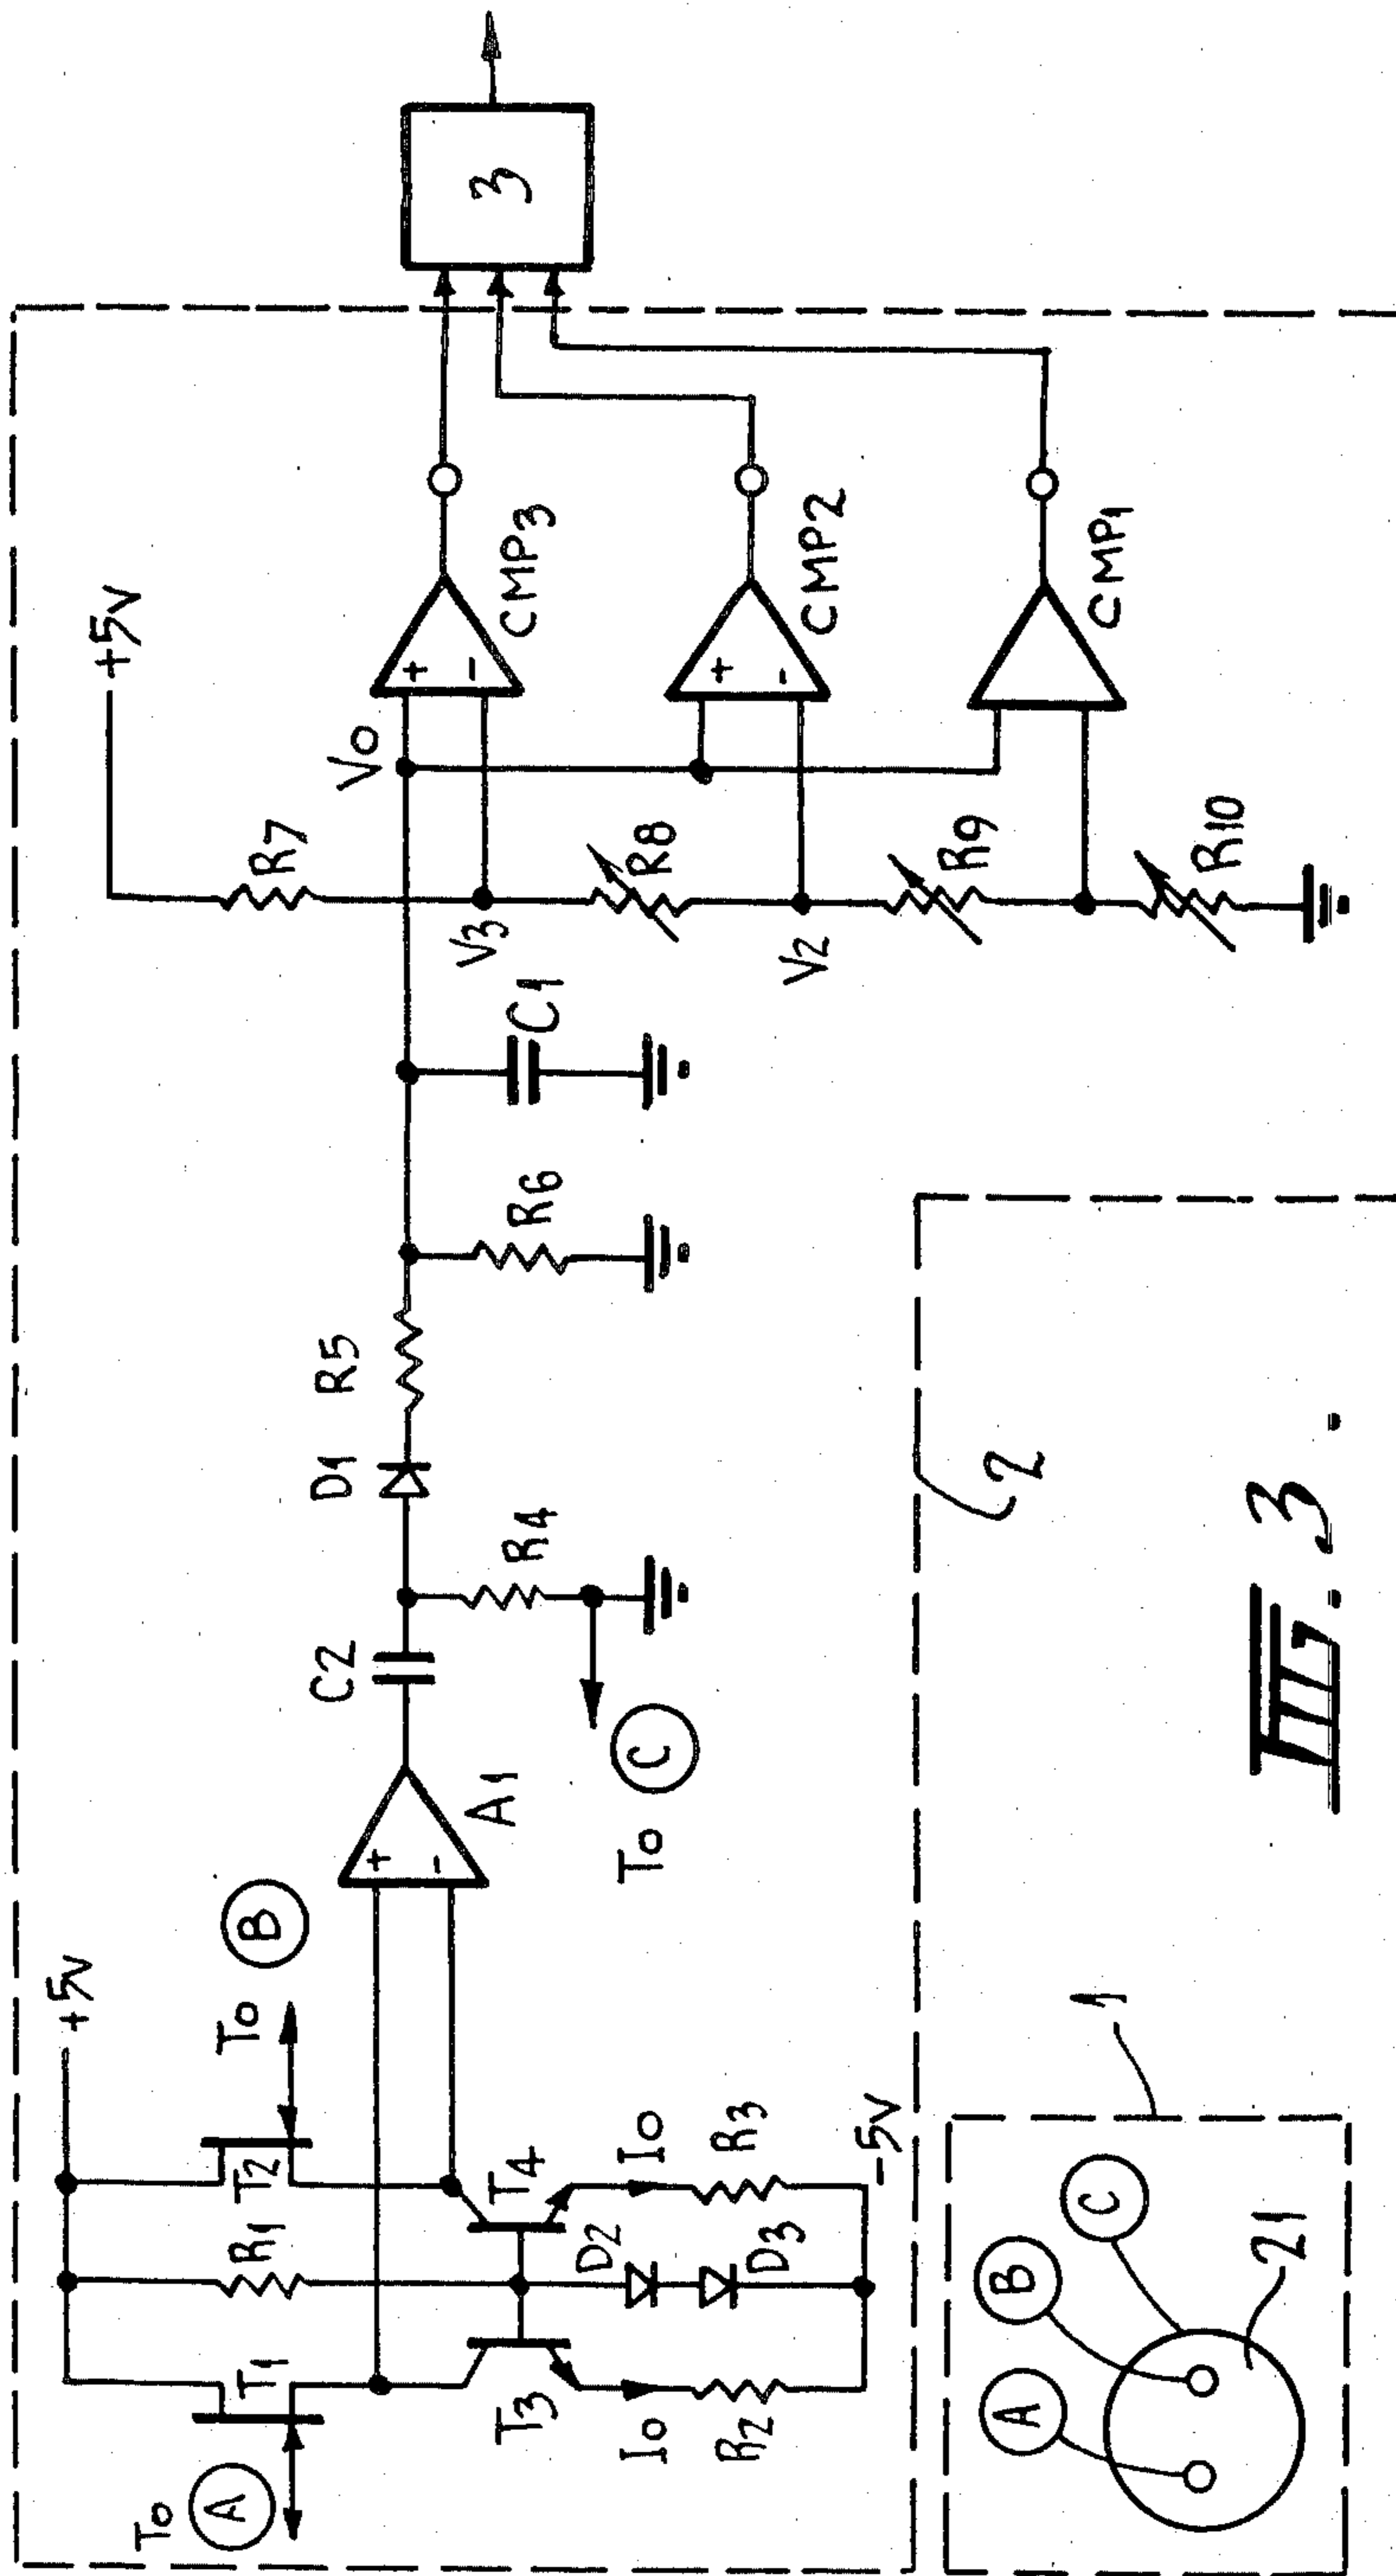 +5V
To A
T1
R1
T2
To B
T3
T4
Io
Io
D2
D3
R2
R3
-5V
A1
+
-
C2
To C
R4
D1
R5
R6
C1
+5V
R7
V0
V3
R8
V2
R9
R10
+
-
CMP3
+
-
CMP2
CMP1
3
2
1
A
B
C
21
FIG. 3.